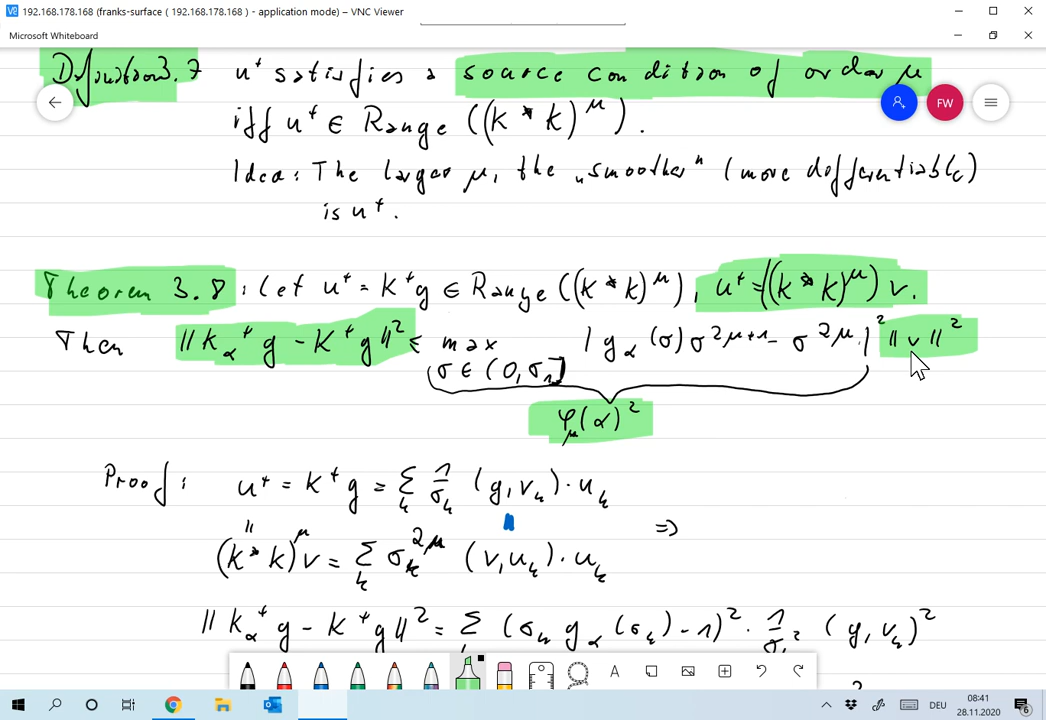 192.168.178.168 (franks-surface ( 192.168.178.168 ) - application mode) – VNC Viewer
Microsoft Whiteboard
Definition 3.7 u⁺ satisfies a source condition of order μ
FW
iff u⁺ ∈ Range ((K*K)^μ).
Idea: The larger μ, the „smoother" (more differentiable)
is u⁺.
Theorem 3.8: Let u⁺ = K⁺g ∈ Range ((K*K)^μ), u⁺ = ((K*K)^μ) v.
Then ||K_α⁺ g - K⁺g||² ≤ max |g_α(σ)σ^{2μ+1} - σ^{2μ}|² ||v||²
σ ∈ (0, σ₁]
φ_μ(α)²
Proof: u⁺ = K⁺g = Σ_k 1/σ_k (g, v_k) · u_k
=
(K*K)^μ v = Σ_k σ_k^{2μ} (v, u_k) · u_k ⇒
||K_α⁺ g - K⁺g||² = Σ (σ_k g_α(σ_k) - 1)² · 1/σ² (g, v_k)²
A
DEU
08:41
28.11.2020
6